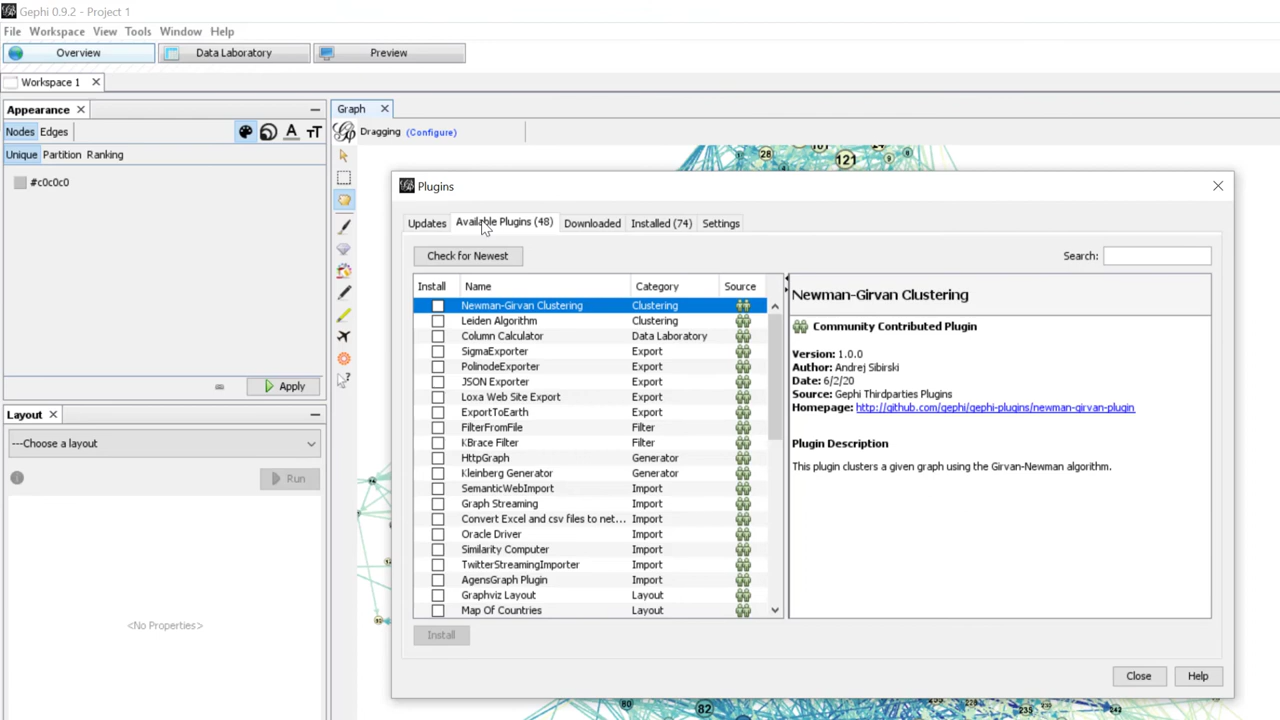 Gephi 0.9.2 - Project 1
File Workspace View Tools Window Help
Overview Data Laboratory Preview
Workspace 1
Appearance Graph
Nodes Edges Dragging (Configure)
Unique Partition Ranking
#c0c0c0
Apply
Layout
---Choose a layout
Run
<No Properties>
28
121
9
8
Plugins
Updates Available Plugins (48) Downloaded Installed (74) Settings
Check for Newest Search:
Install Name Category Source
Newman-Girvan Clustering Clustering
Leiden Algorithm Clustering
Column Calculator Data Laboratory
SigmaExporter Export
PolinodeExporter Export
JSON Exporter Export
Loxa Web Site Export Export
ExportToEarth Export
FilterFromFile Filter
KBrace Filter Filter
HttpGraph Generator
Kleinberg Generator Generator
SemanticWebImport Import
Graph Streaming Import
Convert Excel and csv files to net... Import
Oracle Driver Import
Similarity Computer Import
TwitterStreamingImporter Import
AgensGraph Plugin Import
Graphviz Layout Layout
Map Of Countries Layout
Install
Newman-Girvan Clustering
Community Contributed Plugin
Version: 1.0.0
Author: Andrej Sibirski
Date: 6/2/20
Source: Gephi Thirdparties Plugins
Homepage: http://github.com/gephi/gephi-plugins/newman-girvan-plugin
Plugin Description
This plugin clusters a given graph using the Girvan-Newman algorithm.
Close Help
80
82
235
242